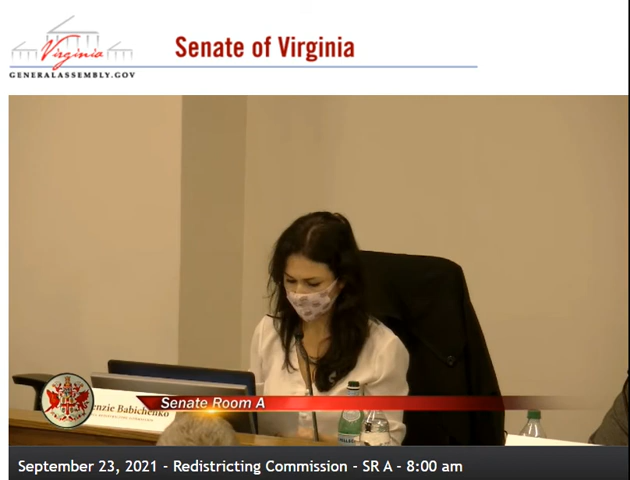 Virginia
GENERALASSEMBLY.GOV
Senate of Virginia
enzie Babichenko
Senate Room A
September 23, 2021 - Redistricting Commission - SR A - 8:00 am